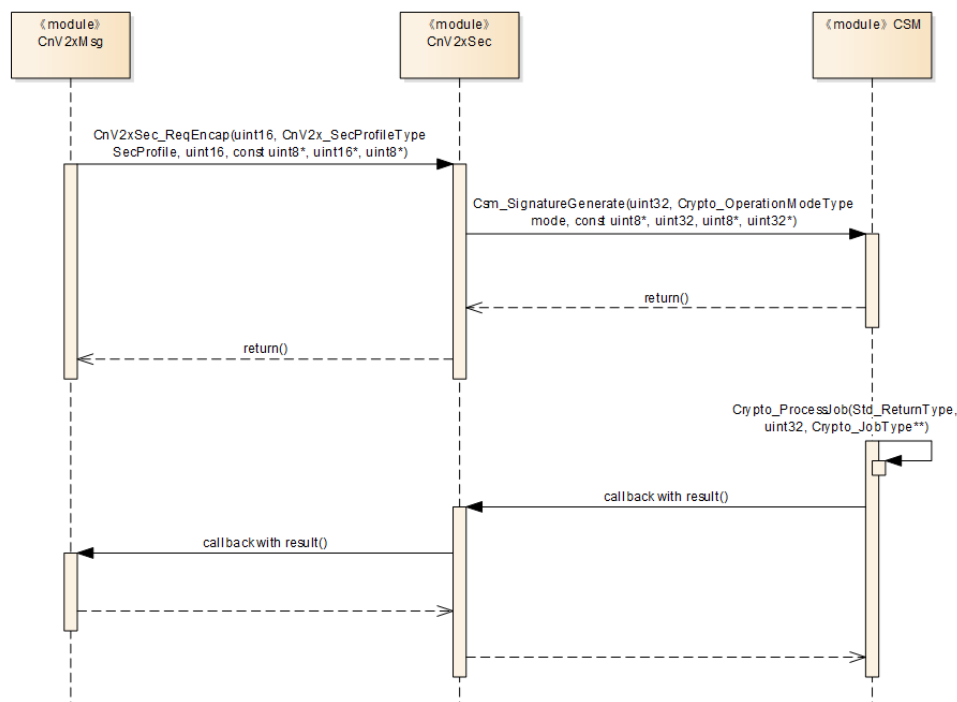 «module»
CnV2xMsg
«module»
CnV2xSec
«module» CSM
CnV2xSec_ReqEncap(uint16, CnV2x_SecProfileType
SecProfile, uint16, const uint8*, uint16*, uint8*)
Csm_SignatureGenerate(uint32, Crypto_OperationModeType
mode, const uint8*, uint32, uint8*, uint32*)
return()
return()
Crypto_ProcessJob(Std_ReturnType,
uint32, Crypto_JobType**)
callback with result()
callback with result()